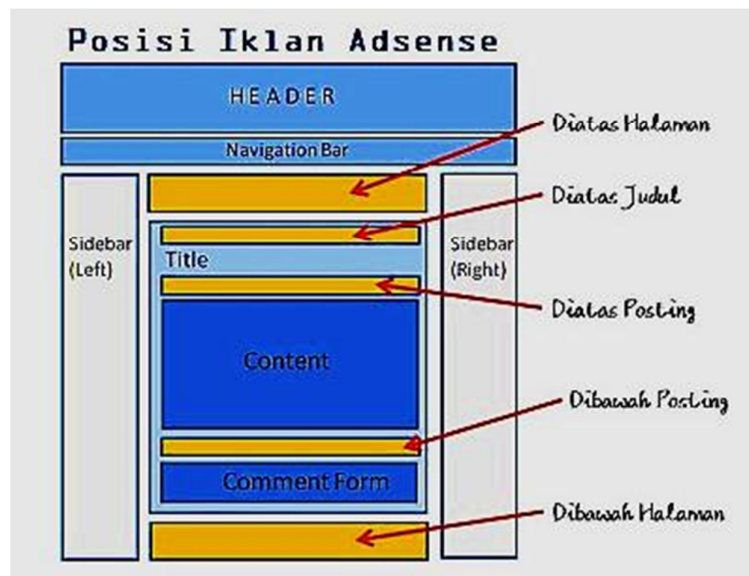 Posisi Iklan Adsense
HEADER
Diatas Halaman
Navigation Bar
Diatas Judul
Sidebar
(Left)
Title
Sidebar
(Right)
Diatas Posting
Content
Dibawah Posting
Comment Form
Dibawah Halaman